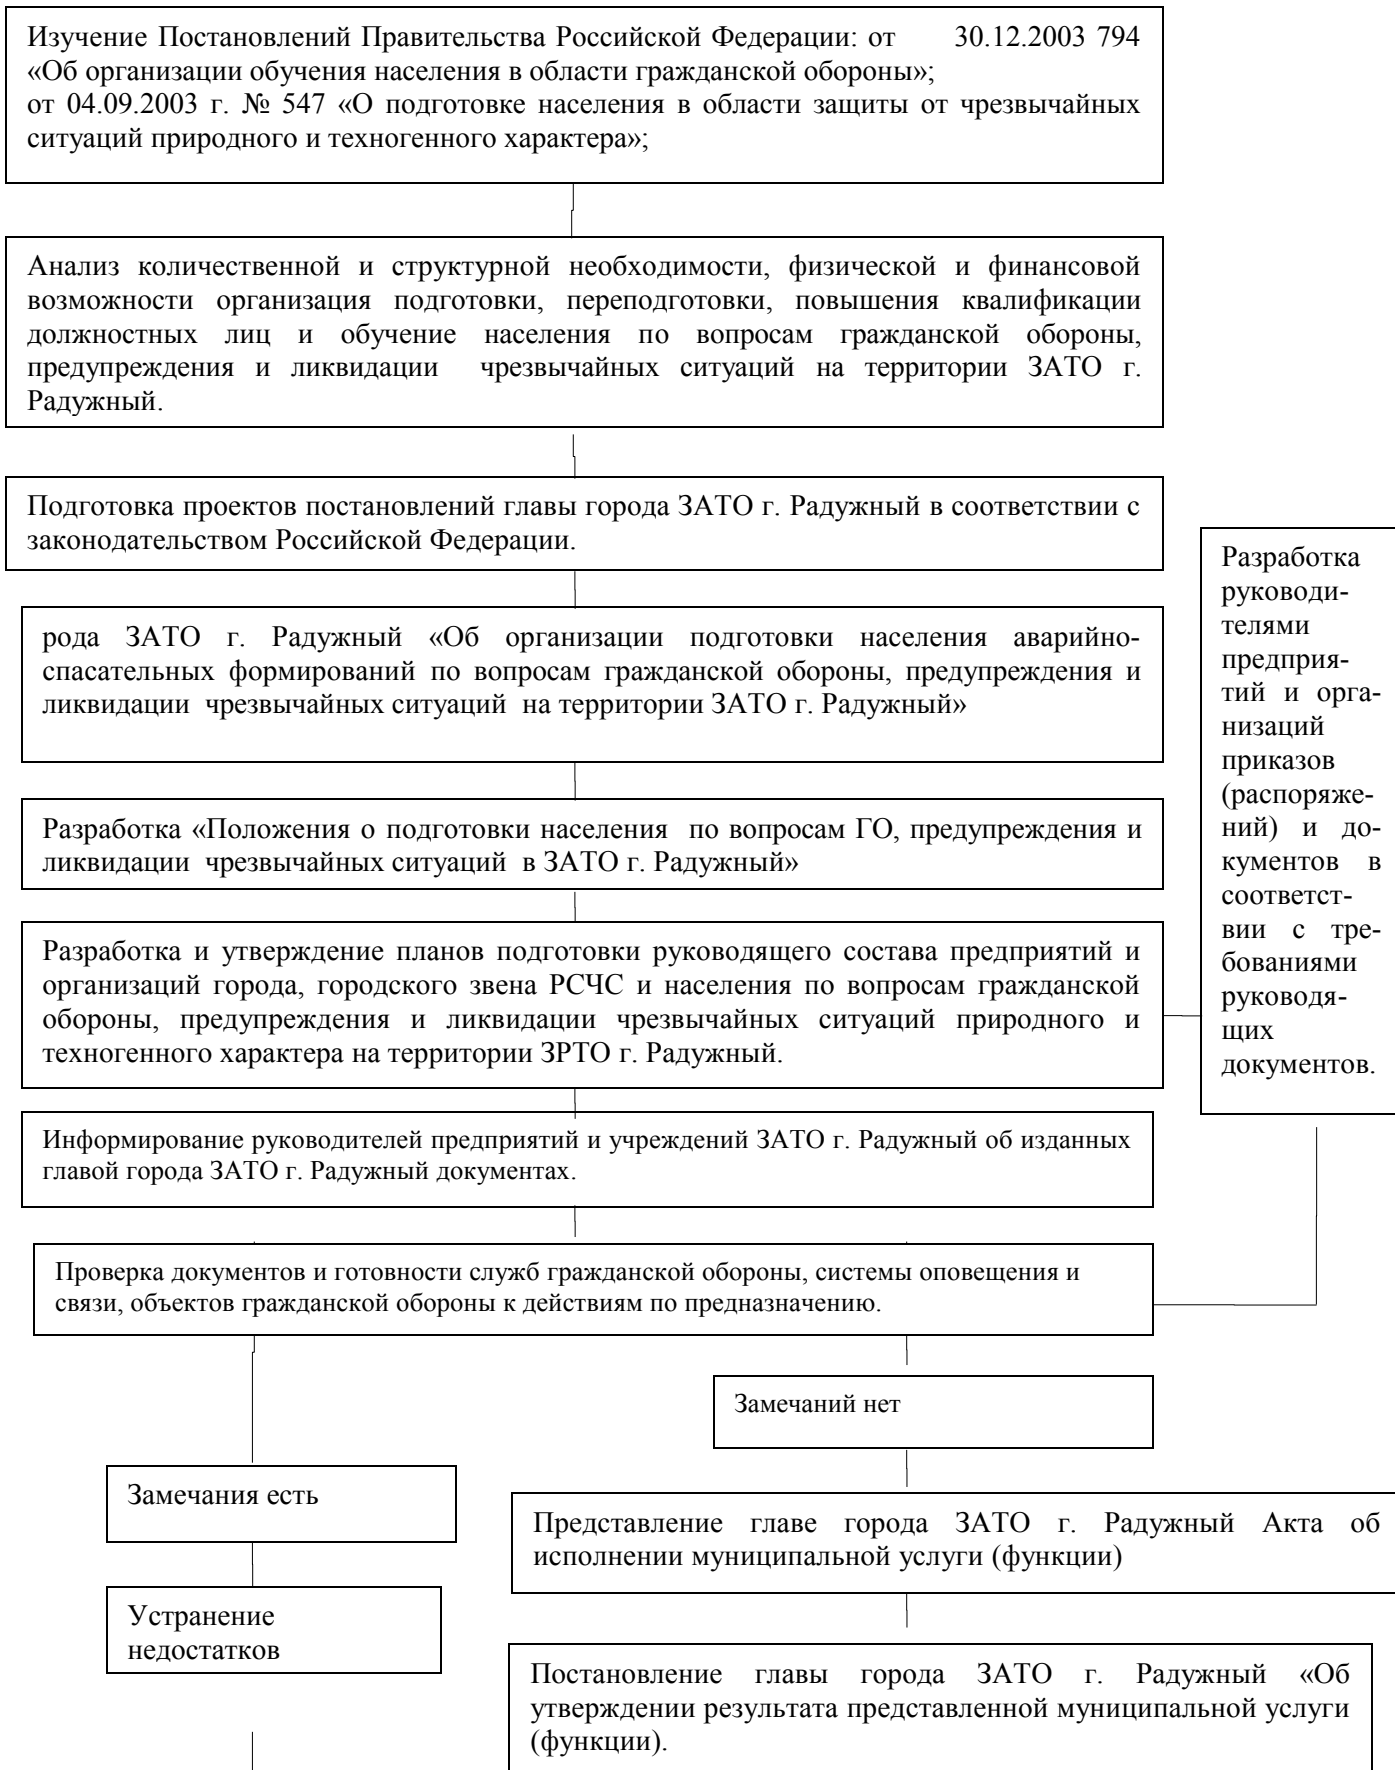 Изучение Постановлений Правительства Российской Федерации: от 30.12.2003 794
«Об организации обучения населения в области гражданской обороны»;
от 04.09.2003 г. № 547 «О подготовке населения в области защиты от чрезвычайных
ситуаций природного и техногенного характера»;
Анализ количественной и структурной необходимости, физической и финансовой
возможности организация подготовки, переподготовки, повышения квалификации
должностных лиц и обучение населения по вопросам гражданской обороны,
предупреждения и ликвидации чрезвычайных ситуаций на территории ЗАТО г.
Радужный.
Подготовка проектов постановлений главы города ЗАТО г. Радужный в соответствии с
законодательством Российской Федерации.
рода ЗАТО г. Радужный «Об организации подготовки населения аварийно-
спасательных формирований по вопросам гражданской обороны, предупреждения и
ликвидации чрезвычайных ситуаций на территории ЗАТО г. Радужный»
Разработка «Положения о подготовки населения по вопросам ГО, предупреждения и
ликвидации чрезвычайных ситуаций в ЗАТО г. Радужный»
Разработка и утверждение планов подготовки руководящего состава предприятий и
организаций города, городского звена РСЧС и населения по вопросам гражданской
обороны, предупреждения и ликвидации чрезвычайных ситуаций природного и
техногенного характера на территории ЗРТО г. Радужный.
Разработка
руководи-
телями
предприя-
тий и орга-
низаций
приказов
(распоряже-
ний) и до-
кументов в
соответст-
вии с тре-
бованиями
руководя-
щих
документов.
Информирование руководителей предприятий и учреждений ЗАТО г. Радужный об изданных
главой города ЗАТО г. Радужный документах.
Проверка документов и готовности служб гражданской обороны, системы оповещения и
связи, объектов гражданской обороны к действиям по предназначению.
Замечаний нет
Замечания есть
Представление главе города ЗАТО г. Радужный Акта об
исполнении муниципальной услуги (функции)
Устранение
недостатков
Постановление главы города ЗАТО г. Радужный «Об
утверждении результата представленной муниципальной услуги
(функции).